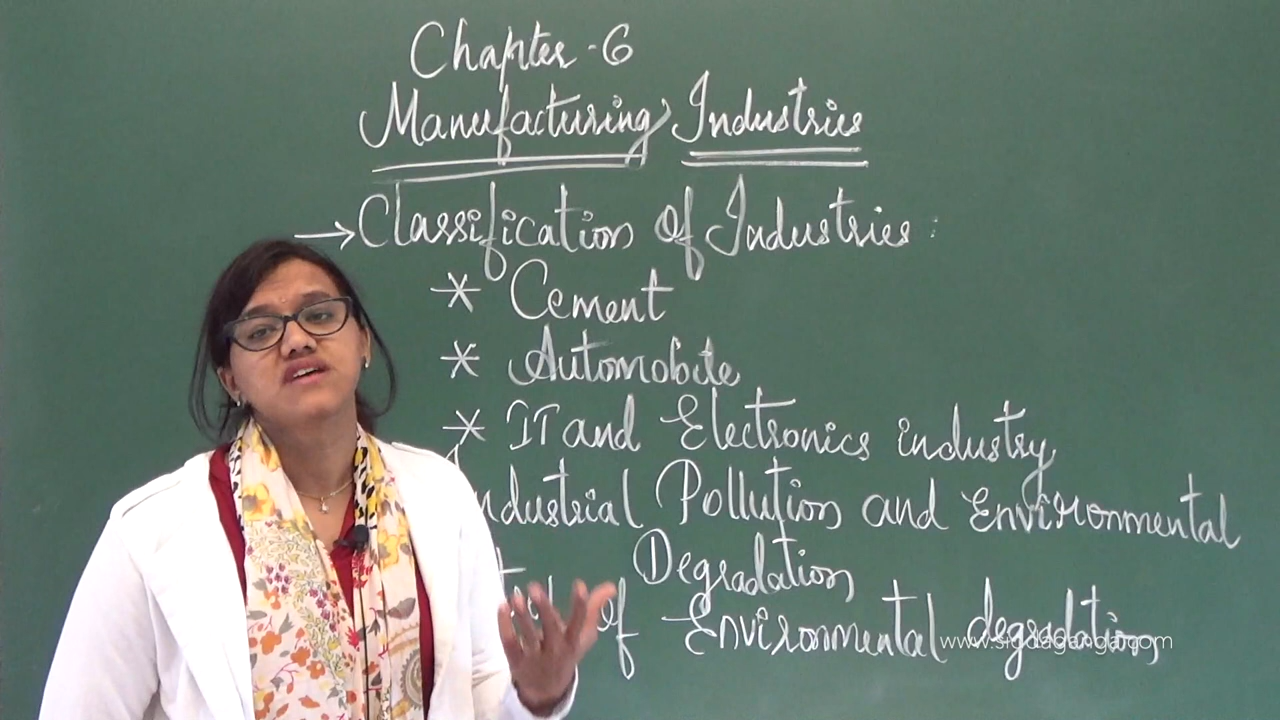 Chapter - 6
Manufacturing Industries
→ Classification of Industries :
* Cement
* Automobile
* IT and Electronics industry
Industrial Pollution and Environmental
Degradation
of Environmental degradation